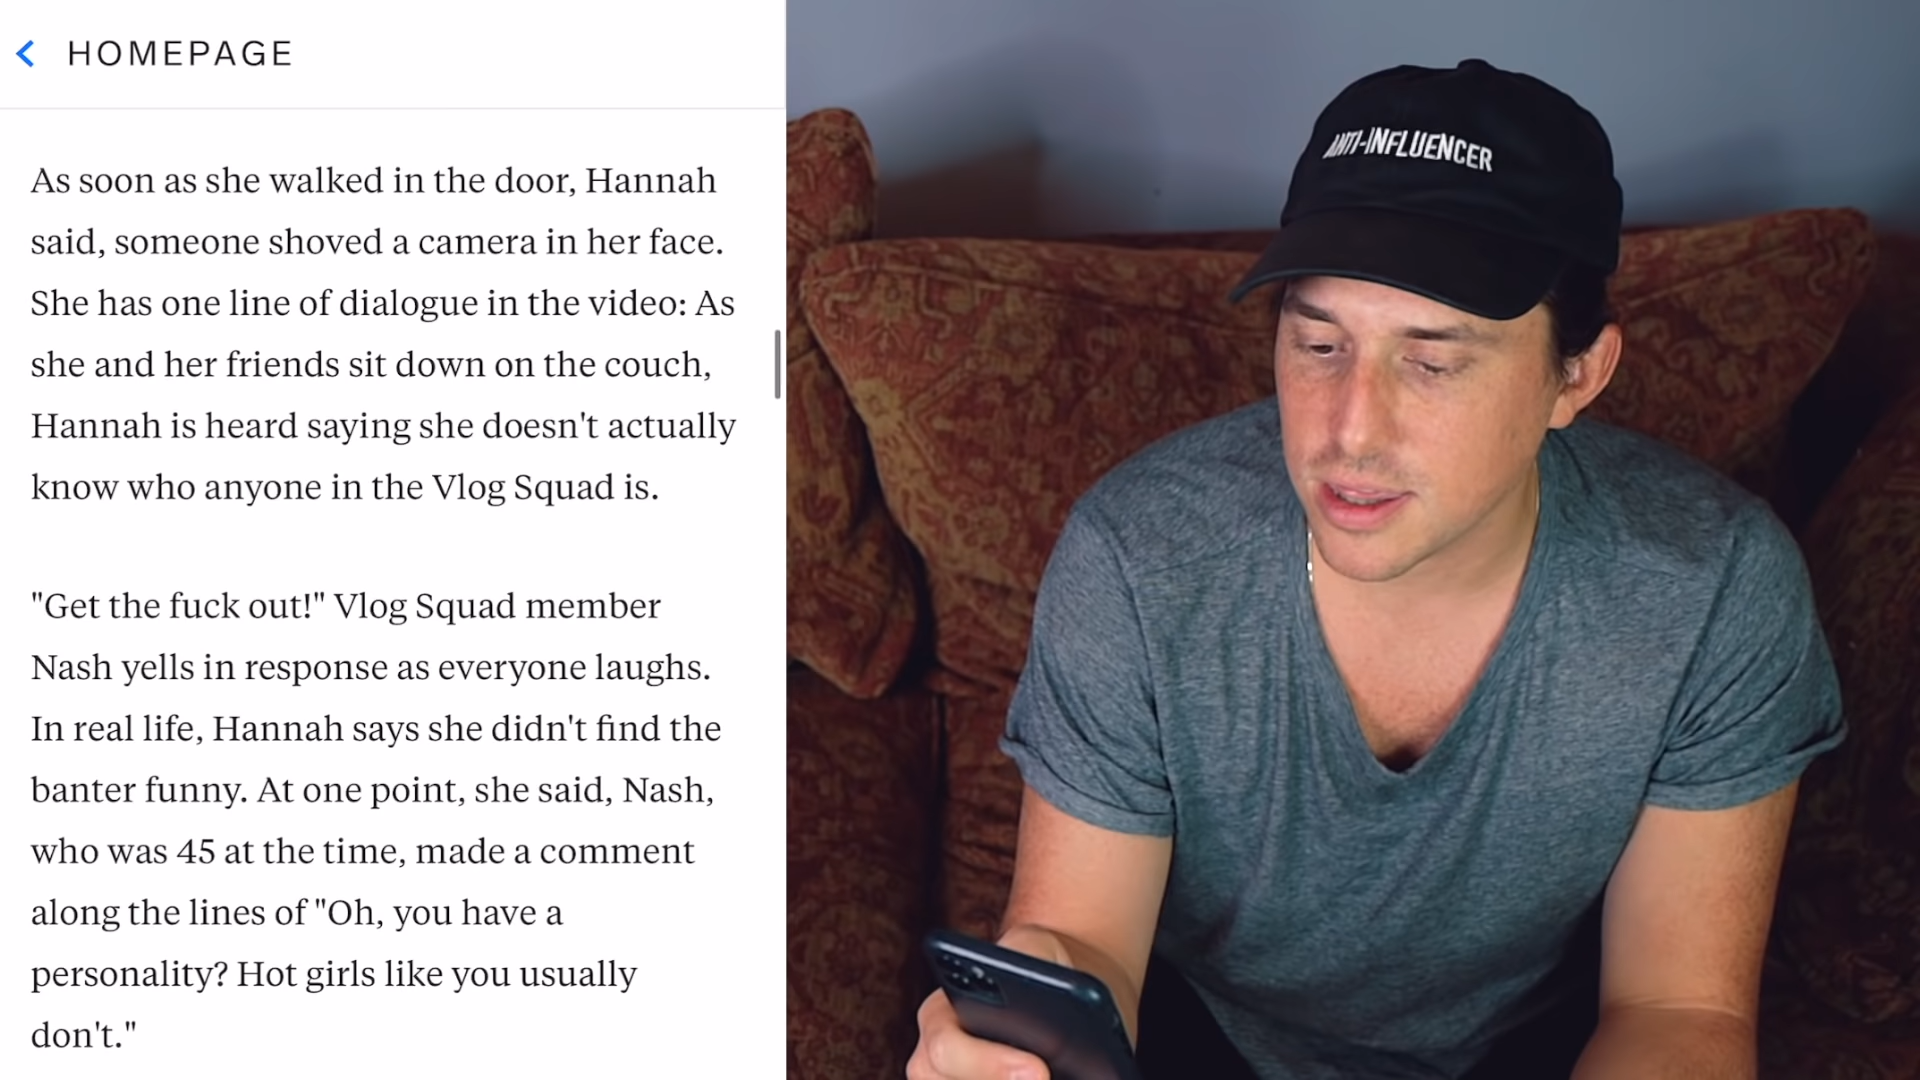 HOMEPAGE
As soon as she walked in the door, Hannah
said, someone shoved a camera in her face.
She has one line of dialogue in the video: As
she and her friends sit down on the couch,
Hannah is heard saying she doesn't actually
know who anyone in the Vlog Squad is.
"Get the fuck out!" Vlog Squad member
Nash yells in response as everyone laughs.
In real life, Hannah says she didn't find the
banter funny. At one point, she said, Nash,
who was 45 at the time, made a comment
along the lines of "Oh, you have a
personality? Hot girls like you usually
don't."
ANTI-INFLUENCER